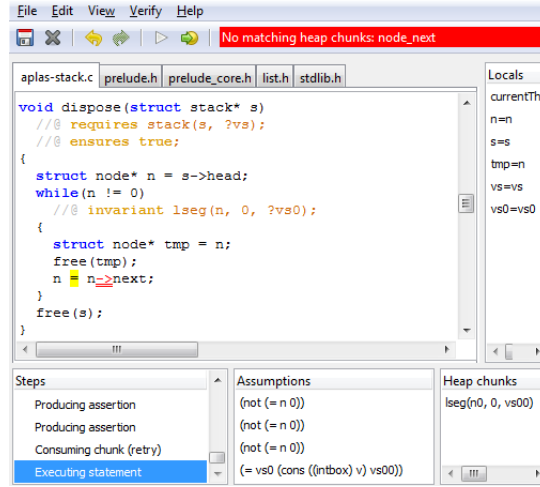 File Edit View Verify Help
No matching heap chunks: node_next
aplas-stack.c prelude.h prelude_core.h list.h stdlib.h
void dispose(struct stack* s)
//@ requires stack(s, ?vs);
//@ ensures true;
{
struct node* n = s->head;
while(n != 0)
//@ invariant lseg(n, 0, ?vs0);
{
struct node* tmp = n;
free(tmp);
n = n->next;
}
free(s);
}
Locals
currentTh
n=n
s=s
tmp=n
vs=vs
vs0=vs0
Steps
Producing assertion
Producing assertion
Consuming chunk (retry)
Executing statement
Assumptions
(not (= n 0))
(not (= n 0))
(not (= n 0))
(= vs0 (cons ((intbox) v) vs00))
Heap chunks
lseg(n0, 0, vs00)